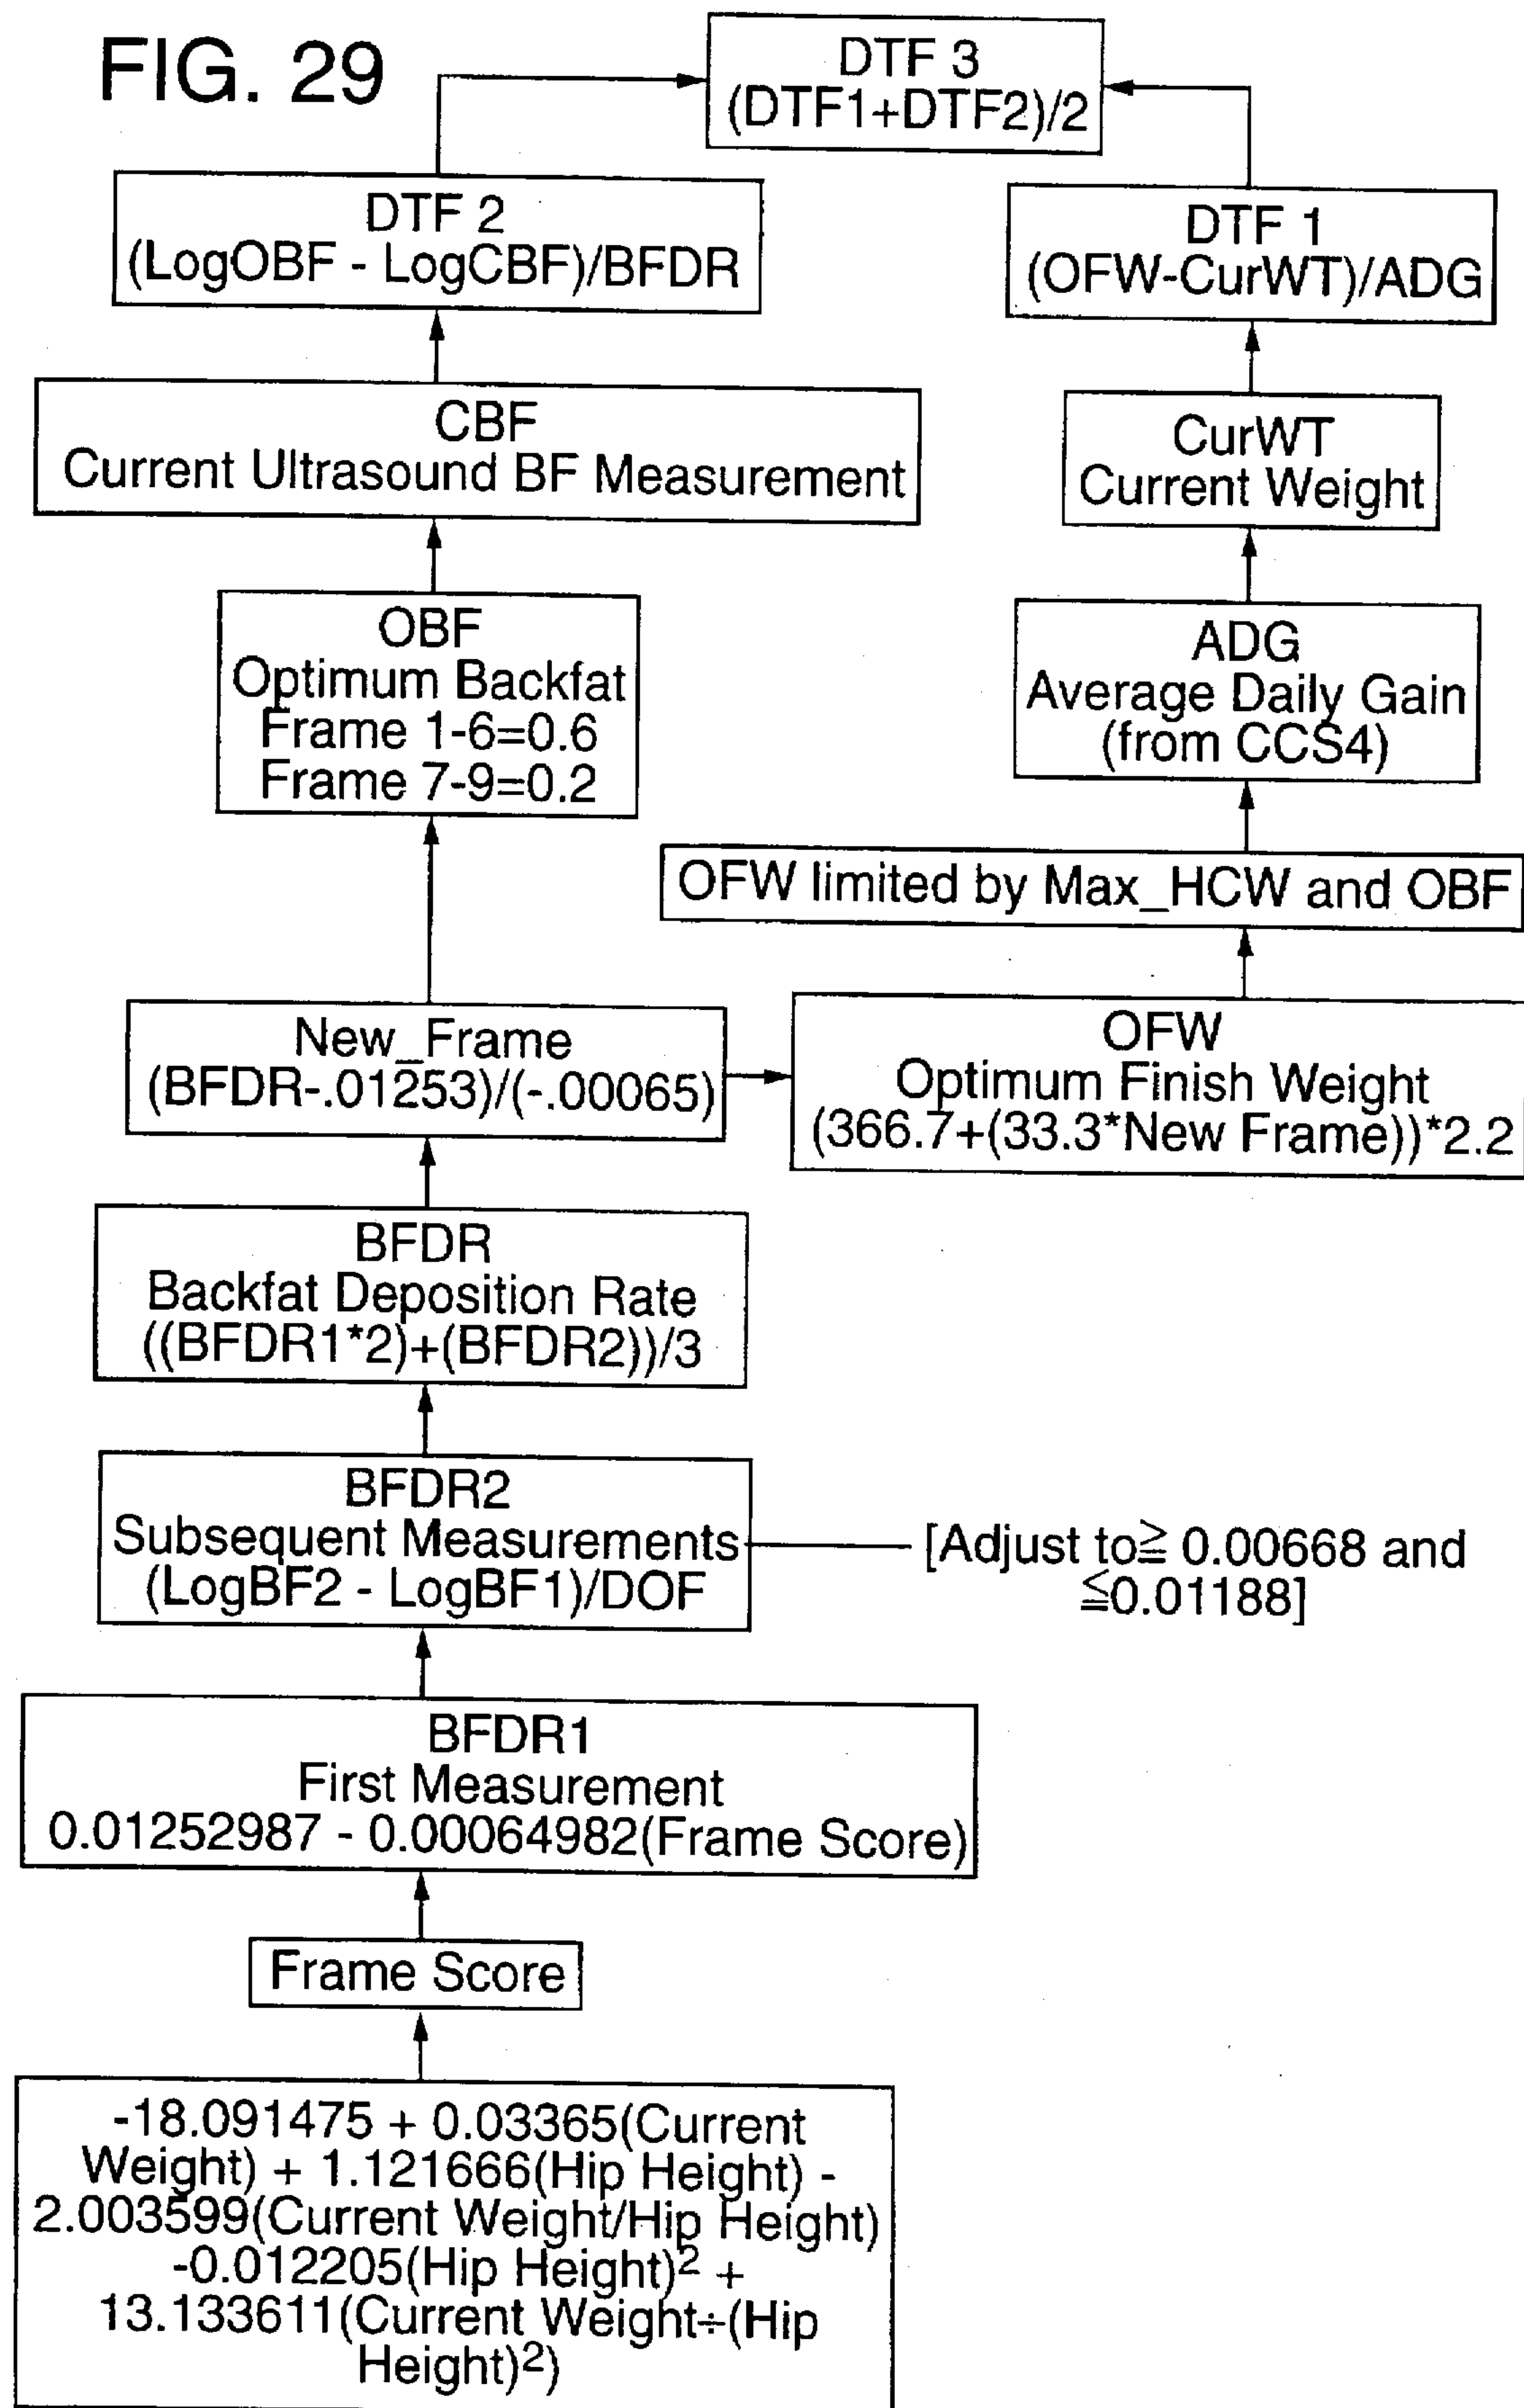 FIG. 29
DTF 3
(DTF1+DTF2)/2
DTF 2
(LogOBF - LogCBF)/BFDR
DTF 1
(OFW-CurWT)/ADG
CBF
Current Ultrasound BF Measurement
CurWT
Current Weight
OBF
Optimum Backfat
Frame 1-6=0.6
Frame 7-9=0.2
ADG
Average Daily Gain
(from CCS4)
OFW limited by Max_HCW and OBF
New_Frame
(BFDR-.01253)/(-.00065)
OFW
Optimum Finish Weight
(366.7+(33.3*New Frame))*2.2
BFDR
Backfat Deposition Rate
((BFDR1*2)+(BFDR2))/3
BFDR2
Subsequent Measurements
(LogBF2 - LogBF1)/DOF
[Adjust to≧ 0.00668 and
≦0.01188]
BFDR1
First Measurement
0.01252987 - 0.00064982(Frame Score)
Frame Score
-18.091475 + 0.03365(Current
Weight) + 1.121666(Hip Height) -
2.003599(Current Weight/Hip Height)
-0.012205(Hip Height)² +
13.133611(Current Weight÷(Hip
Height)²)